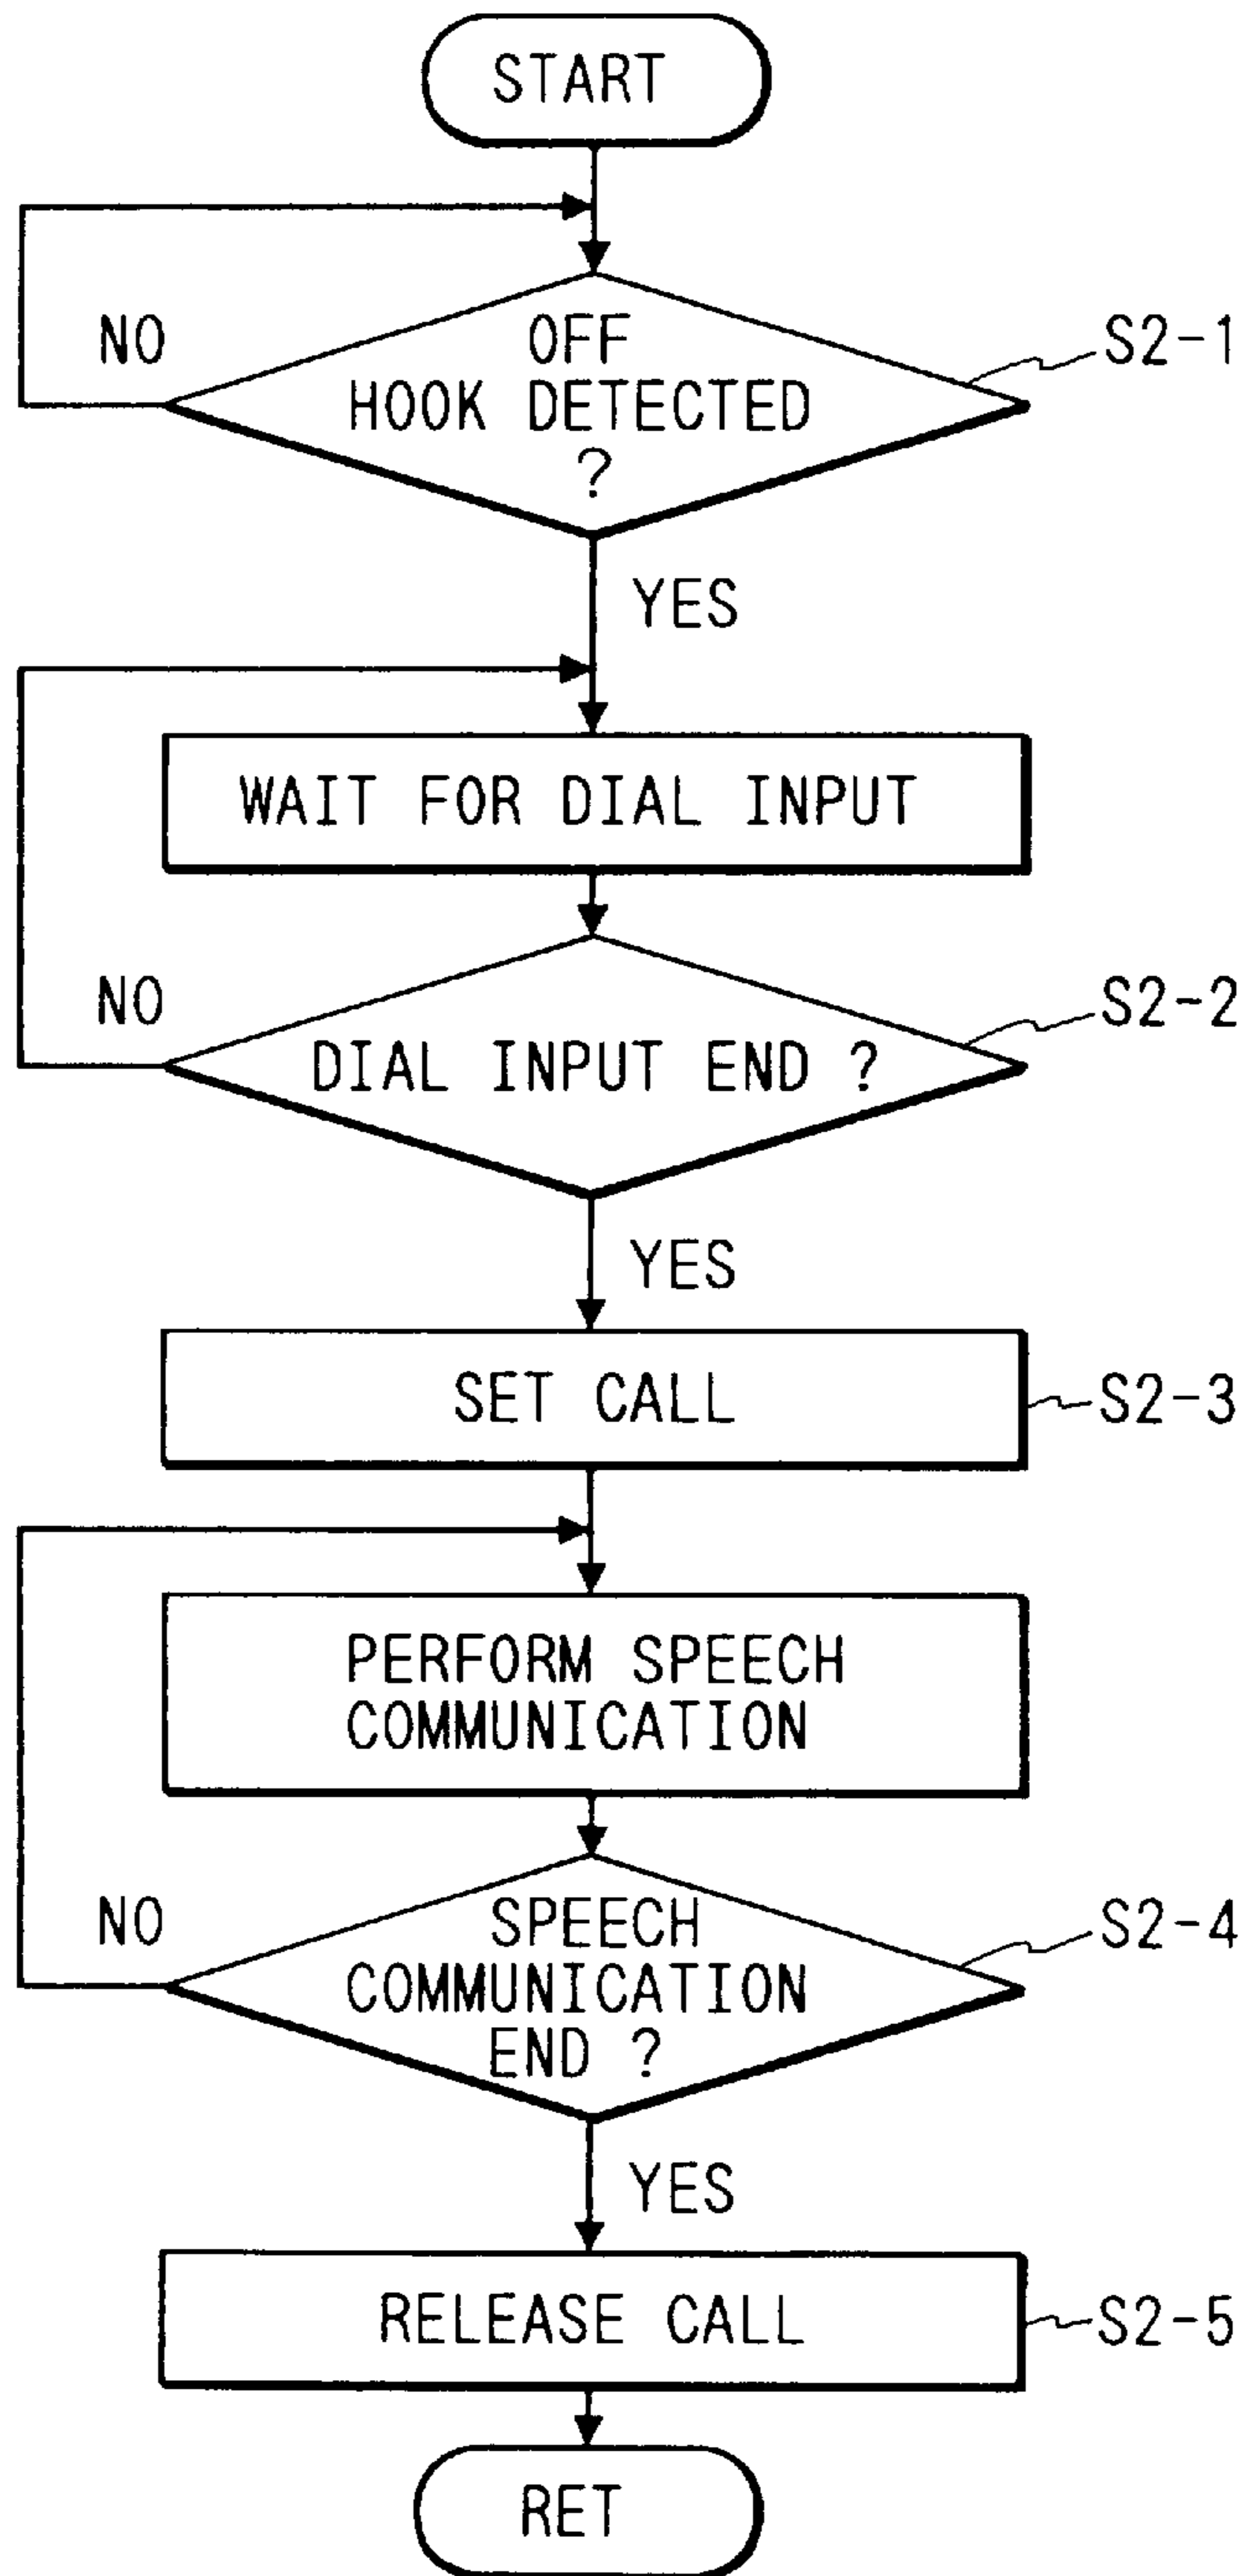 START
NO
OFF
HOOK DETECTED
?
S2-1
YES
WAIT FOR DIAL INPUT
NO
DIAL INPUT END ?
S2-2
YES
SET CALL
S2-3
PERFORM SPEECH
COMMUNICATION
NO
SPEECH
COMMUNICATION
END ?
S2-4
YES
RELEASE CALL
S2-5
RET